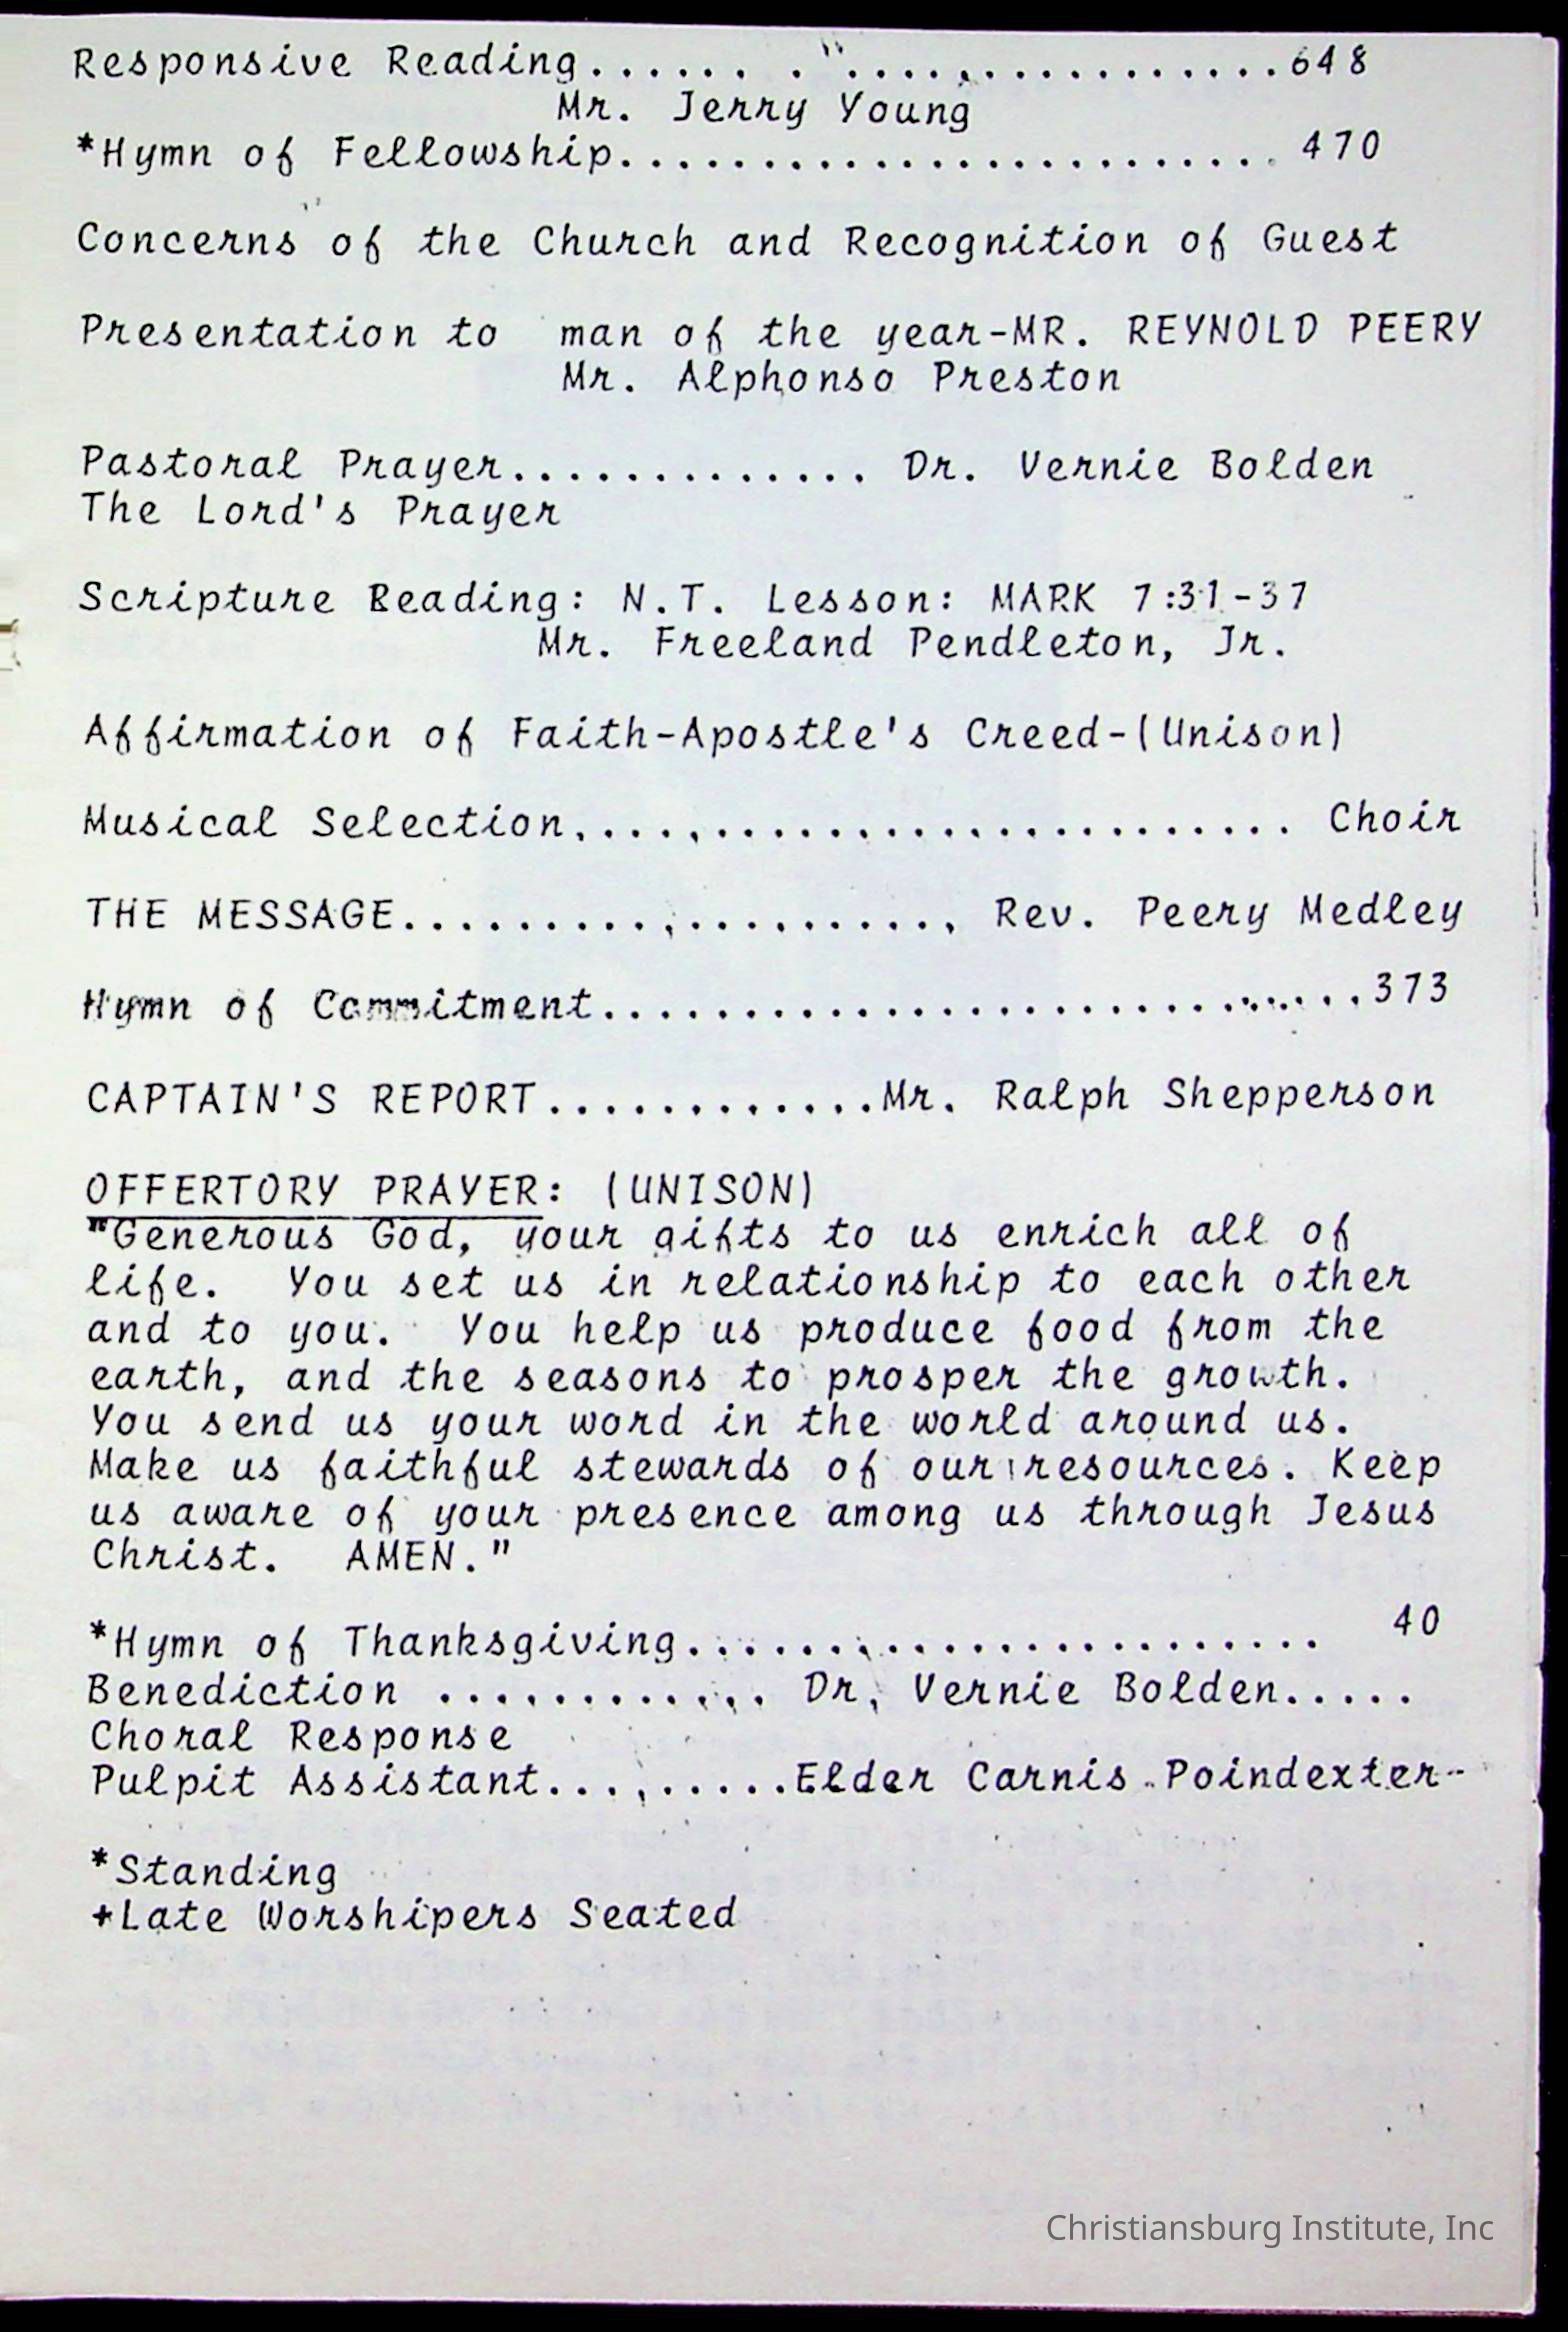 Responsive Reading...... . ..................648
Mr. Jerry Young
*Hymn of Fellowship........................ 470
Concerns of the Church and Recognition of Guest
Presentation to man of the year-MR. REYNOLD PEERY
Mr. Alphonso Preston
Pastoral Prayer............. Dr. Vernie Bolden
The Lord's Prayer
Scripture Reading: N.T. Lesson: MARK 7:31-37
Mr. Freeland Pendleton, Jr.
Affirmation of Faith-Apostle's Creed-(Unison)
Musical Selection.......................... Choir
THE MESSAGE.................... Rev. Peery Medley
Hymn of Commitment............................373
CAPTAIN'S REPORT............Mr. Ralph Shepperson
OFFERTORY PRAYER: (UNISON)
"Generous God, your gifts to us enrich all of
life. You set us in relationship to each other
and to you. You help us produce food from the
earth, and the seasons to prosper the growth.
You send us your word in the world around us.
Make us faithful stewards of our resources. Keep
us aware of your presence among us through Jesus
Christ. AMEN."
*Hymn of Thanksgiving....................... 40
Benediction ............ Dr. Vernie Bolden.....
Choral Response
Pulpit Assistant.........Elder Carnis Poindexter-
*Standing
+Late Worshipers Seated
Christiansburg Institute, Inc